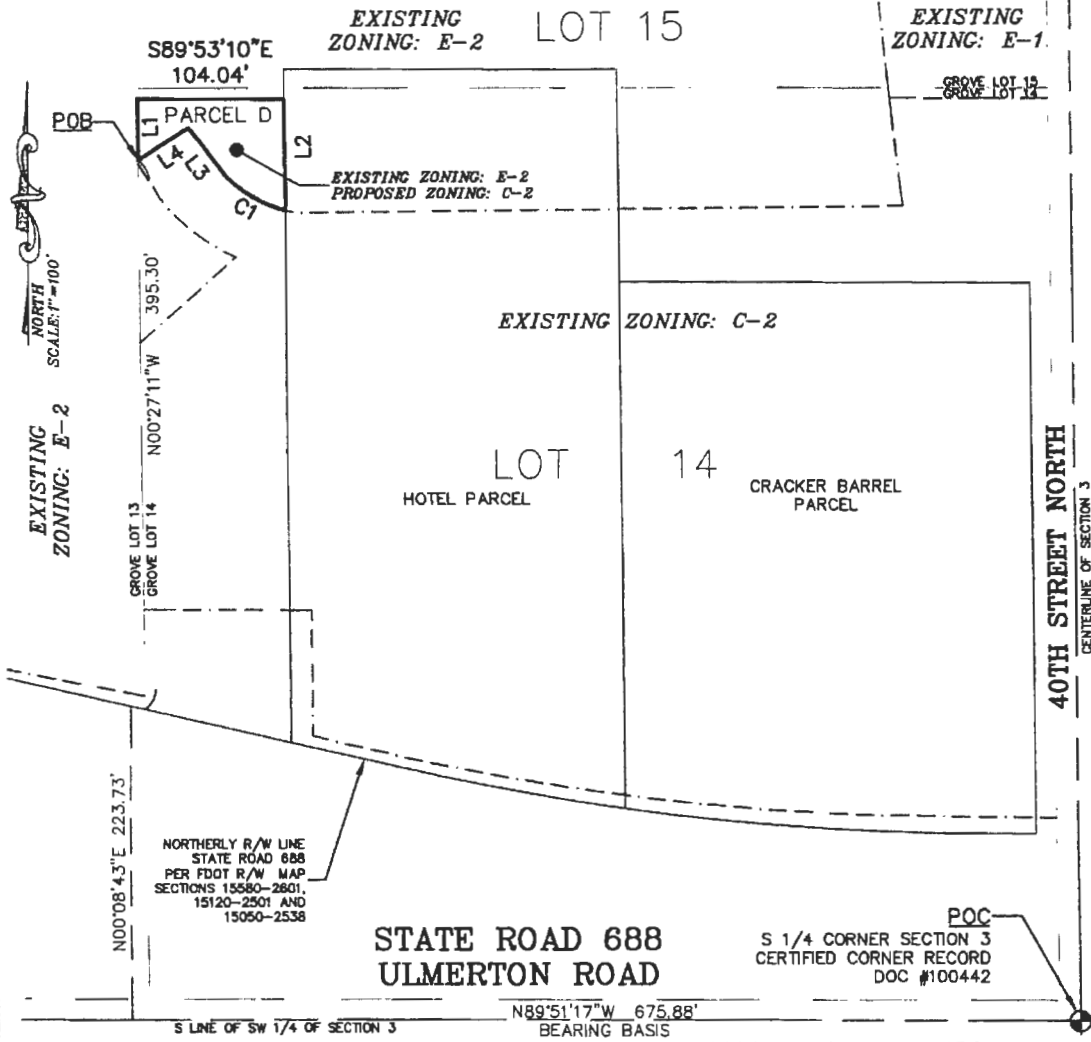 EXISTING
ZONING: E-2
LOT 15
EXISTING
ZONING: E-1
S89°53'10"E
104.04'
GROVE LOT 15
GROVE LOT 14
POB
L1
PARCEL D
L2
L4
L3
C1
EXISTING ZONING: E-2
PROPOSED ZONING: C-2
NORTH
SCALE:1"=100'
N00°27'11"W 395.30'
EXISTING ZONING: C-2
EXISTING
ZONING: E-2
LOT 14
HOTEL PARCEL
CRACKER BARREL
PARCEL
GROVE LOT 13
GROVE LOT 14
40TH STREET NORTH
CENTERLINE OF SECTION 3
N00°08'43"E 223.73'
NORTHERLY R/W LINE
STATE ROAD 688
PER FDOT R/W MAP
SECTIONS 15580-2601,
15120-2501 AND
15050-2538
STATE ROAD 688
ULMERTON ROAD
POC
S 1/4 CORNER SECTION 3
CERTIFIED CORNER RECORD
DOC #100442
N89°51'17"W 675.88'
BEARING BASIS
S LINE OF SW 1/4 OF SECTION 3